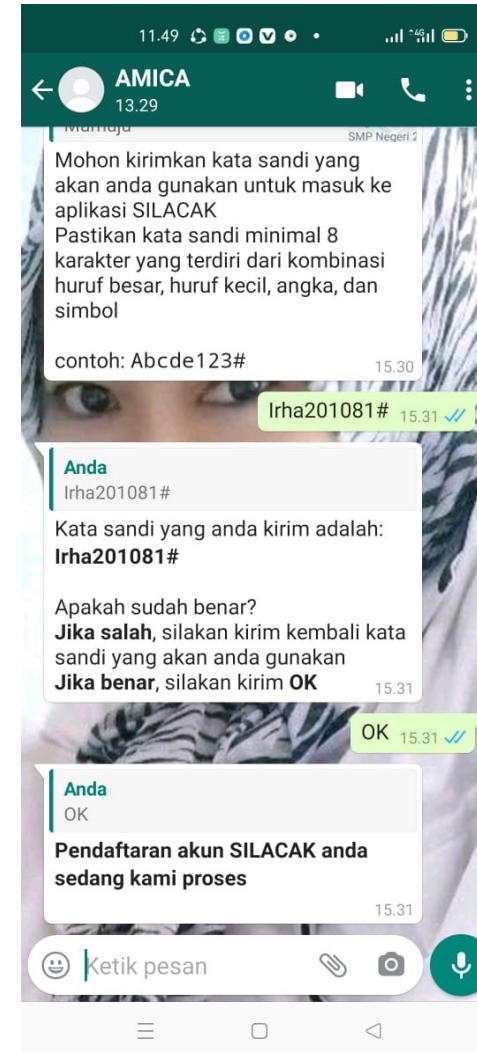 11.49
AMICA
13.29
SMP Negeri 2
Mohon kirimkan kata sandi yang
akan anda gunakan untuk masuk ke
aplikasi SILACAK
Pastikan kata sandi minimal 8
karakter yang terdiri dari kombinasi
huruf besar, huruf kecil, angka, dan
simbol
contoh: Abcde123#
15.30
Irha201081# 15.31
Anda
Irha201081#
Kata sandi yang anda kirim adalah:
Irha201081#
Apakah sudah benar?
Jika salah, silakan kirim kembali kata
sandi yang akan anda gunakan
Jika benar, silakan kirim OK
15.31
OK 15.31
Anda
OK
Pendaftaran akun SILACAK anda
sedang kami proses
15.31
Ketik pesan